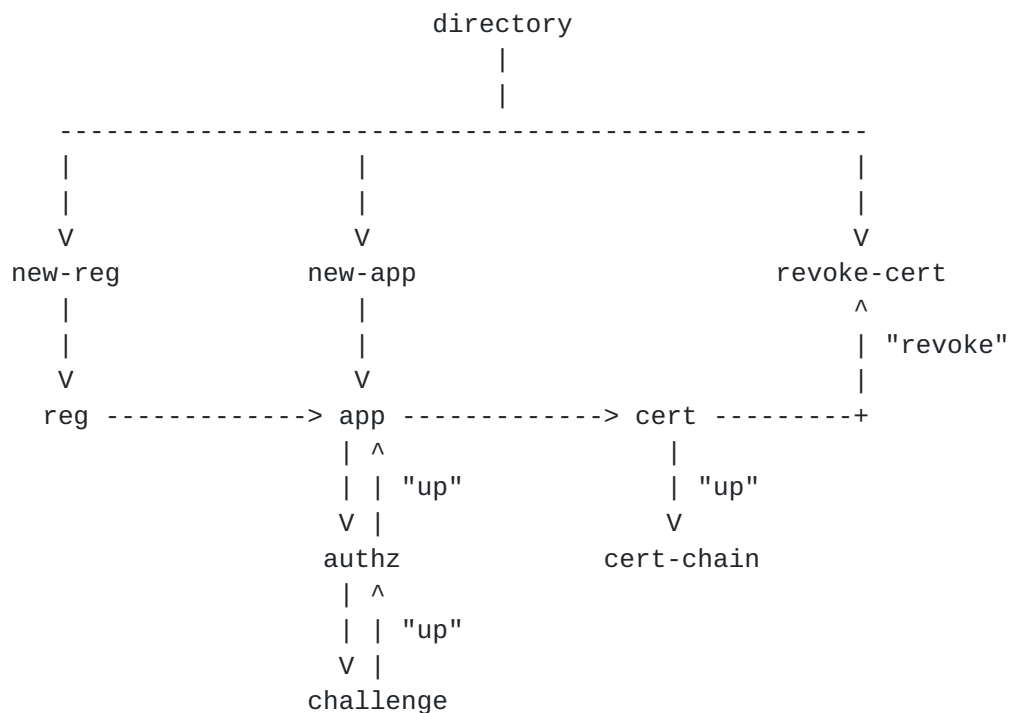 directory
new-reg new-app revoke-cert
"revoke"
reg app cert
"up" "up"
authz cert-chain
"up"
challenge